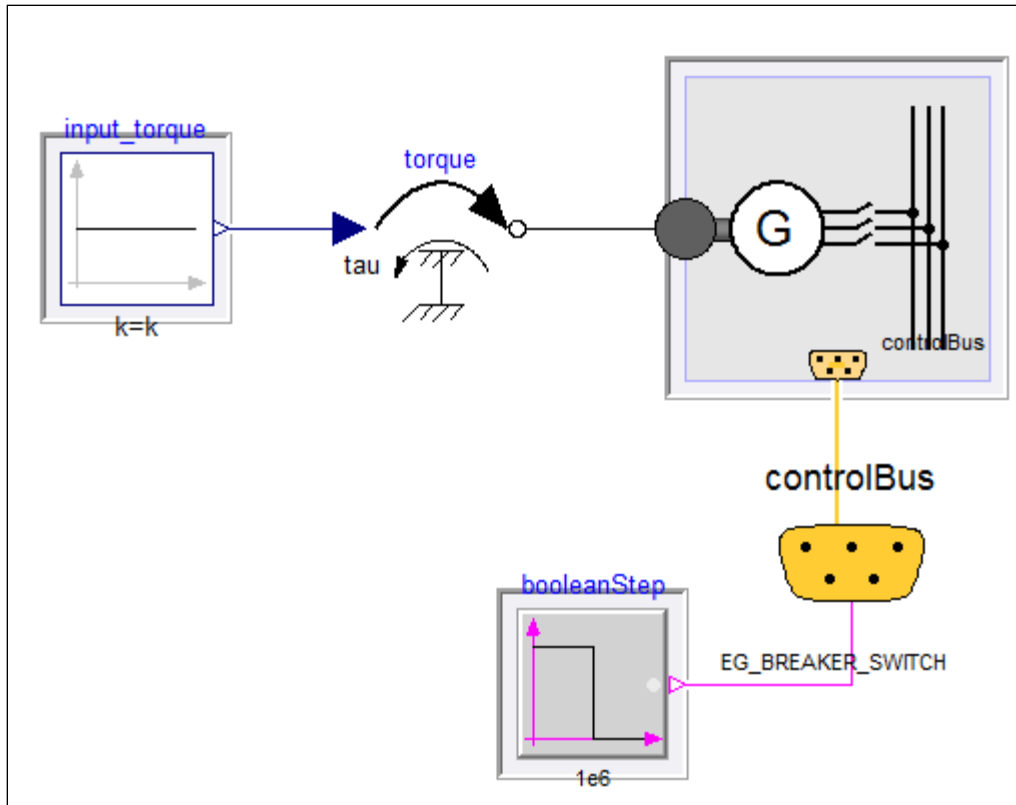 input_torque
k=k
torque
tau
G
controlBus
controlBus
booleanStep
EG_BREAKER_SWITCH
1e6